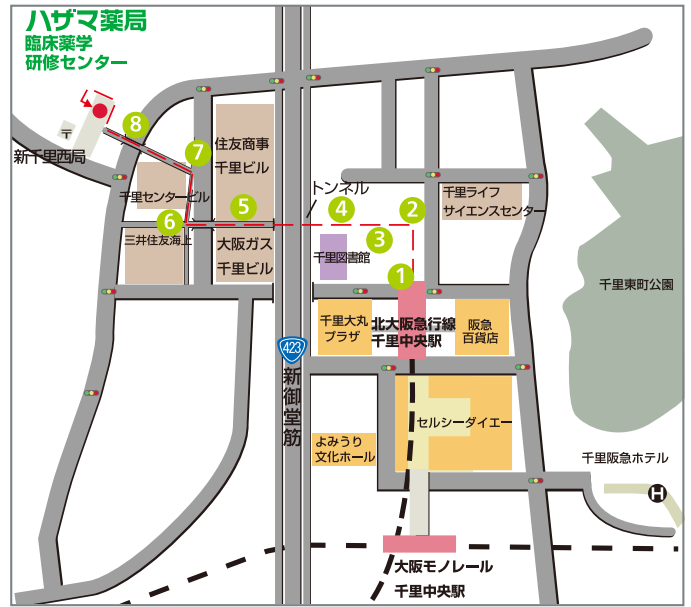 ハザマ薬局
臨床薬学
研修センター
8
〒
新千里西局
7
住友商事
千里ビル
千里センタービル
トンネル
千里ライフ
サイエンスセンター
5
4
2
6
三井住友海上
大阪ガス
千里ビル
3
千里図書館
1
千里東町公園
千里大丸
プラザ
北大阪急行線
千里中央駅
阪急
百貨店
423
新御堂筋
セルシーダイエー
よみうり
文化ホール
千里阪急ホテル
H
大阪モノレール
千里中央駅